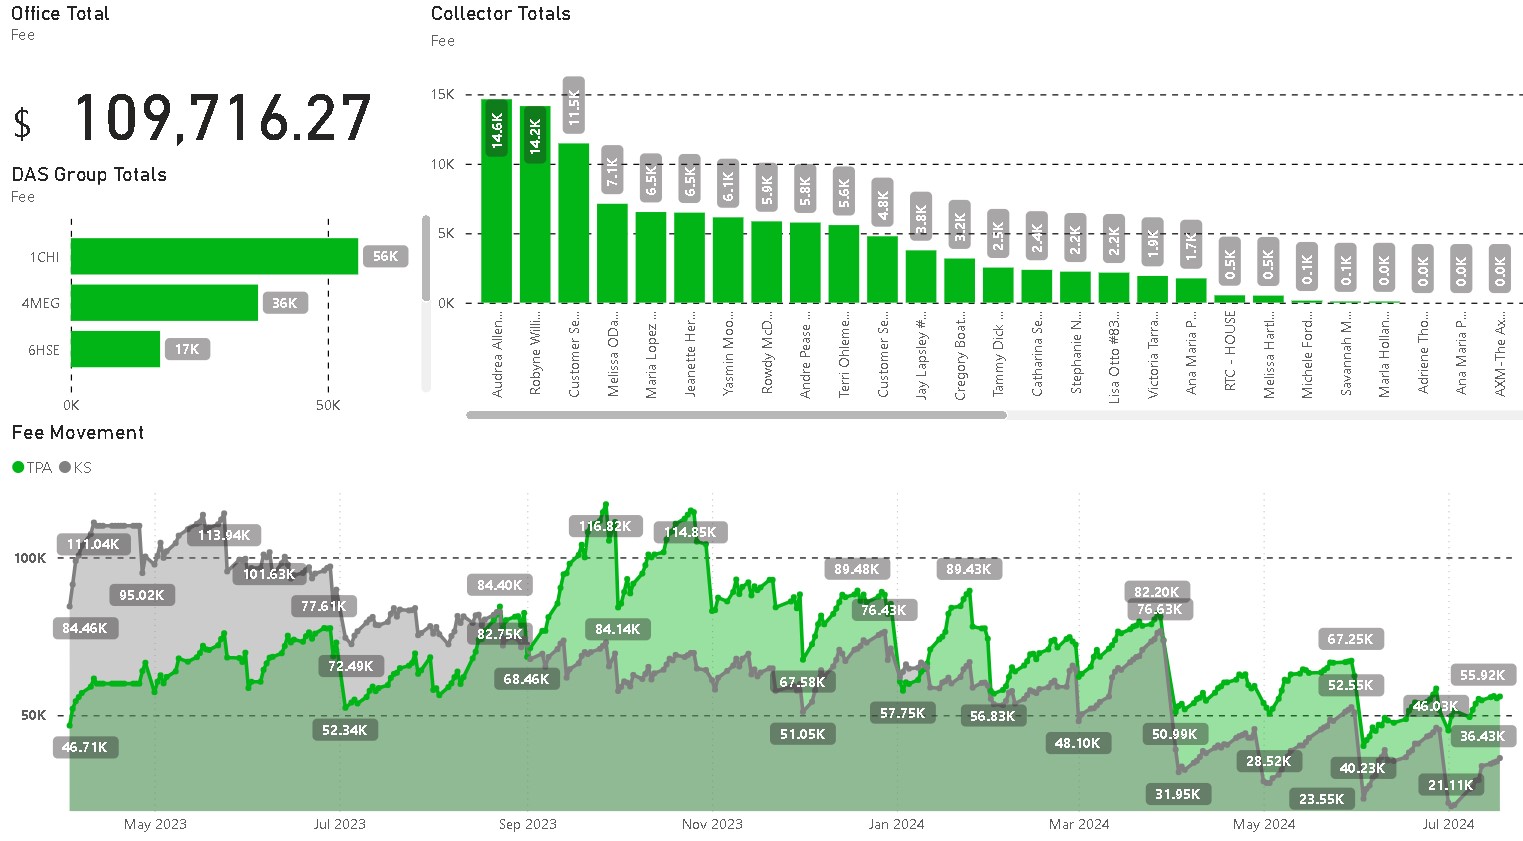 Office Total
Fee
$ 109,716.27
DAS Group Totals
Fee
1CHI 56K
4MEG 36K
6HSE 17K
0K 50K
Collector Totals
Fee
15K
10K
5K
0K
14.6K 14.2K 11.5K 7.1K 6.5K 6.5K 6.1K 5.9K 5.8K 5.6K 4.8K 3.8K 3.2K 2.5K 2.4K 2.2K 2.2K 1.9K 1.7K 0.5K 0.5K 0.1K 0.1K 0.0K 0.0K 0.0K 0.0K
Audrea Allen...
Robyne Willi...
Customer Se...
Melissa ODa...
Maria Lopez ...
Jeanette Her...
Yasmin Moo...
Rowdy McD...
Andre Pease ...
Terri Ohleme...
Customer Se...
Jay Lapsley #...
Gregory Boat...
Tammy Dick ...
Catharina Se...
Stephanie N...
Lisa Otto #83...
Victoria Tarra...
Ana Maria P...
RTC - HOUSE
Melissa Hartl...
Michele Ford...
Savannah M...
Marla Hollan...
Adriene Tho...
Ana Maria P...
AXM-The Ax...
Fee Movement
TPA KS
100K
50K
111.04K 95.02K 84.46K 46.71K
113.94K 101.63K 77.61K 72.49K 52.34K
84.40K 82.75K 68.46K
116.82K 84.14K 114.85K
89.48K 76.43K 67.58K 51.05K 57.75K
89.43K 56.83K
82.20K 76.63K 48.10K 50.99K 31.95K
28.52K 67.25K 52.55K 40.23K 23.55K
46.03K 21.11K 55.92K 36.43K
May 2023 Jul 2023 Sep 2023 Nov 2023 Jan 2024 Mar 2024 May 2024 Jul 2024